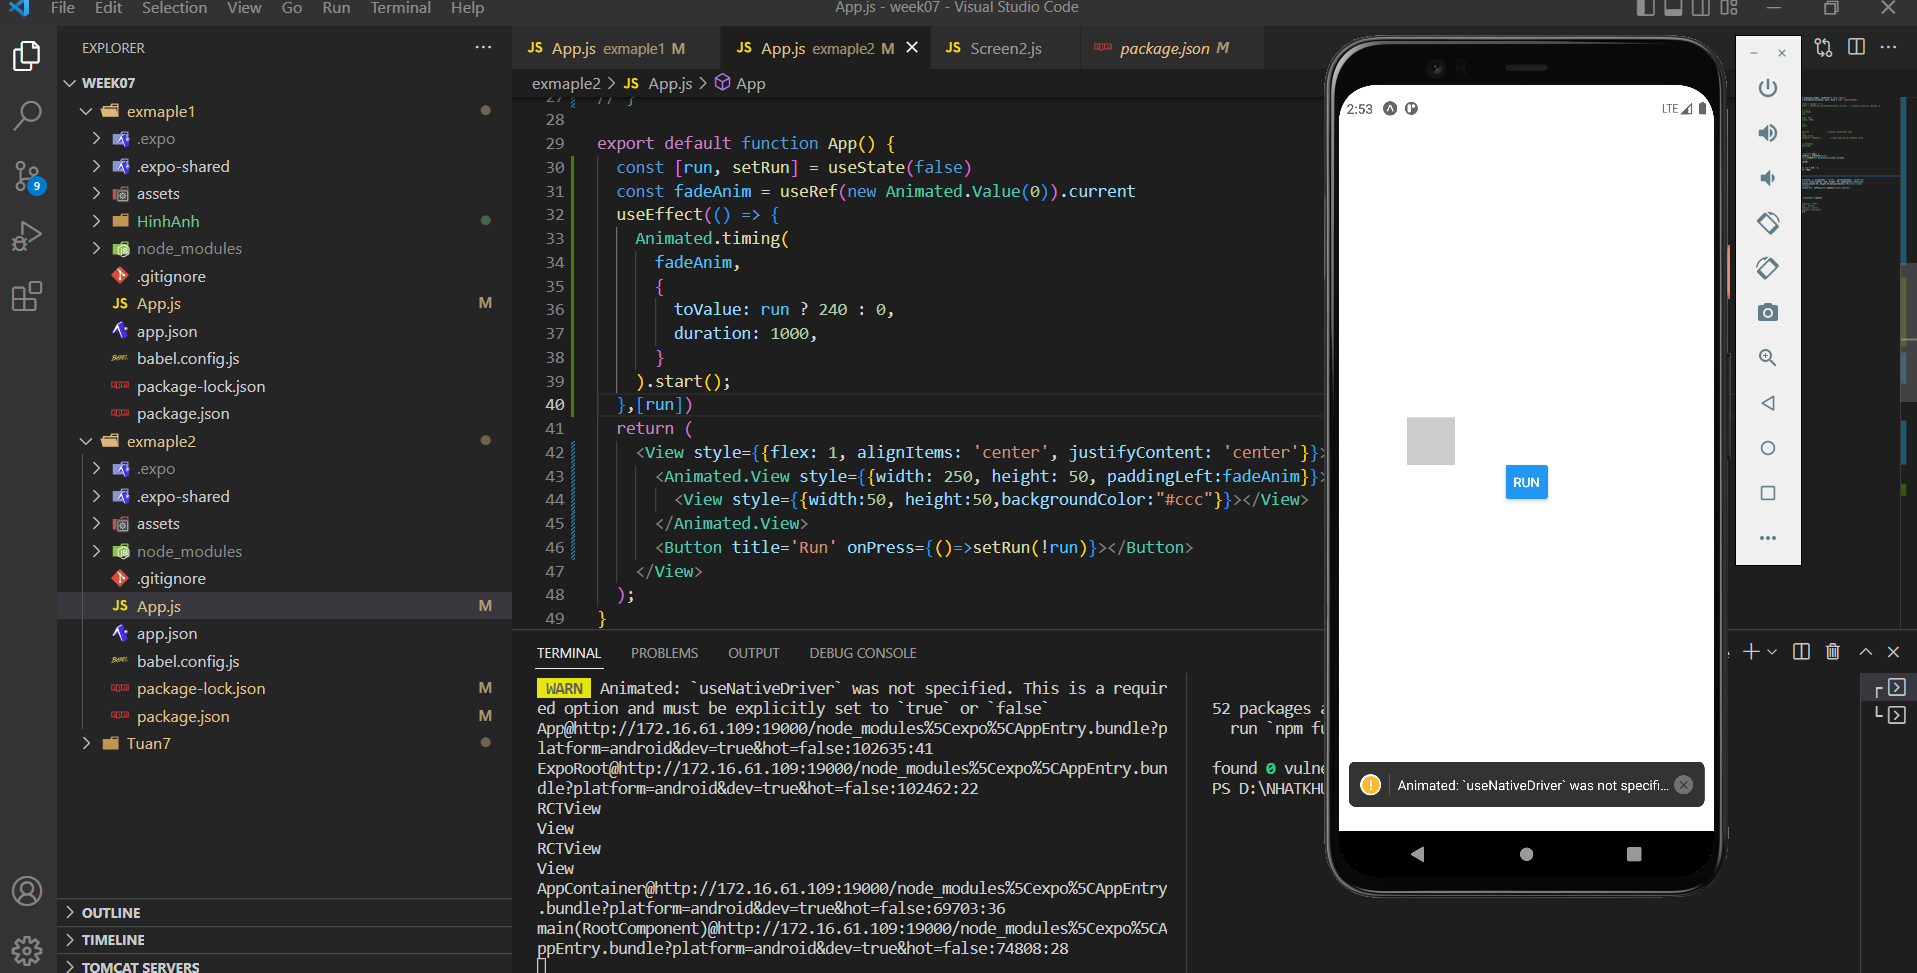 File Edit Selection View Go Run Terminal Help
App.js - week07 - Visual Studio Code
EXPLORER
WEEK07
exmaple1
.expo
.expo-shared
assets
HinhAnh
node_modules
.gitignore
JS App.js M
app.json
babel.config.js
package-lock.json
package.json
exmaple2
.expo
.expo-shared
assets
node_modules
.gitignore
JS App.js M
app.json
babel.config.js
package-lock.json M
package.json M
Tuan7
OUTLINE
TIMELINE
TOMCAT SERVERS
9
JS App.js exmaple1 M
JS App.js exmaple2 M
JS Screen2.js
package.json M
exmaple2 > JS App.js > App
27 // }
28
29 export default function App() {
30 const [run, setRun] = useState(false)
31 const fadeAnim = useRef(new Animated.Value(0)).current
32 useEffect(() => {
33 Animated.timing(
34 fadeAnim,
35 {
36 toValue: run ? 240 : 0,
37 duration: 1000,
38 }
39 ).start();
40 },[run])
41 return (
42 <View style={{flex: 1, alignItems: 'center', justifyContent: 'center'}}>
43 <Animated.View style={{width: 250, height: 50, paddingLeft:fadeAnim}}>
44 <View style={{width:50, height:50,backgroundColor:"#ccc"}}></View>
45 </Animated.View>
46 <Button title='Run' onPress={()=>setRun(!run)}></Button>
47 </View>
48 );
49 }
TERMINAL PROBLEMS OUTPUT DEBUG CONSOLE
WARN Animated: `useNativeDriver` was not specified. This is a requir
ed option and must be explicitly set to `true` or `false`
App@http://172.16.61.109:19000/node_modules%5Cexpo%5CAppEntry.bundle?p
latform=android&dev=true&hot=false:102635:41
ExpoRoot@http://172.16.61.109:19000/node_modules%5Cexpo%5CAppEntry.bun
dle?platform=android&dev=true&hot=false:102462:22
RCTView
View
RCTView
View
AppContainer@http://172.16.61.109:19000/node_modules%5Cexpo%5CAppEntry
.bundle?platform=android&dev=true&hot=false:69703:36
main(RootComponent)@http://172.16.61.109:19000/node_modules%5Cexpo%5CA
ppEntry.bundle?platform=android&dev=true&hot=false:74808:28
52 packages a
run `npm fu
found 0 vulne
PS D:\NHATKHU
2:53
LTE
RUN
Animated: `useNativeDriver` was not specifi...